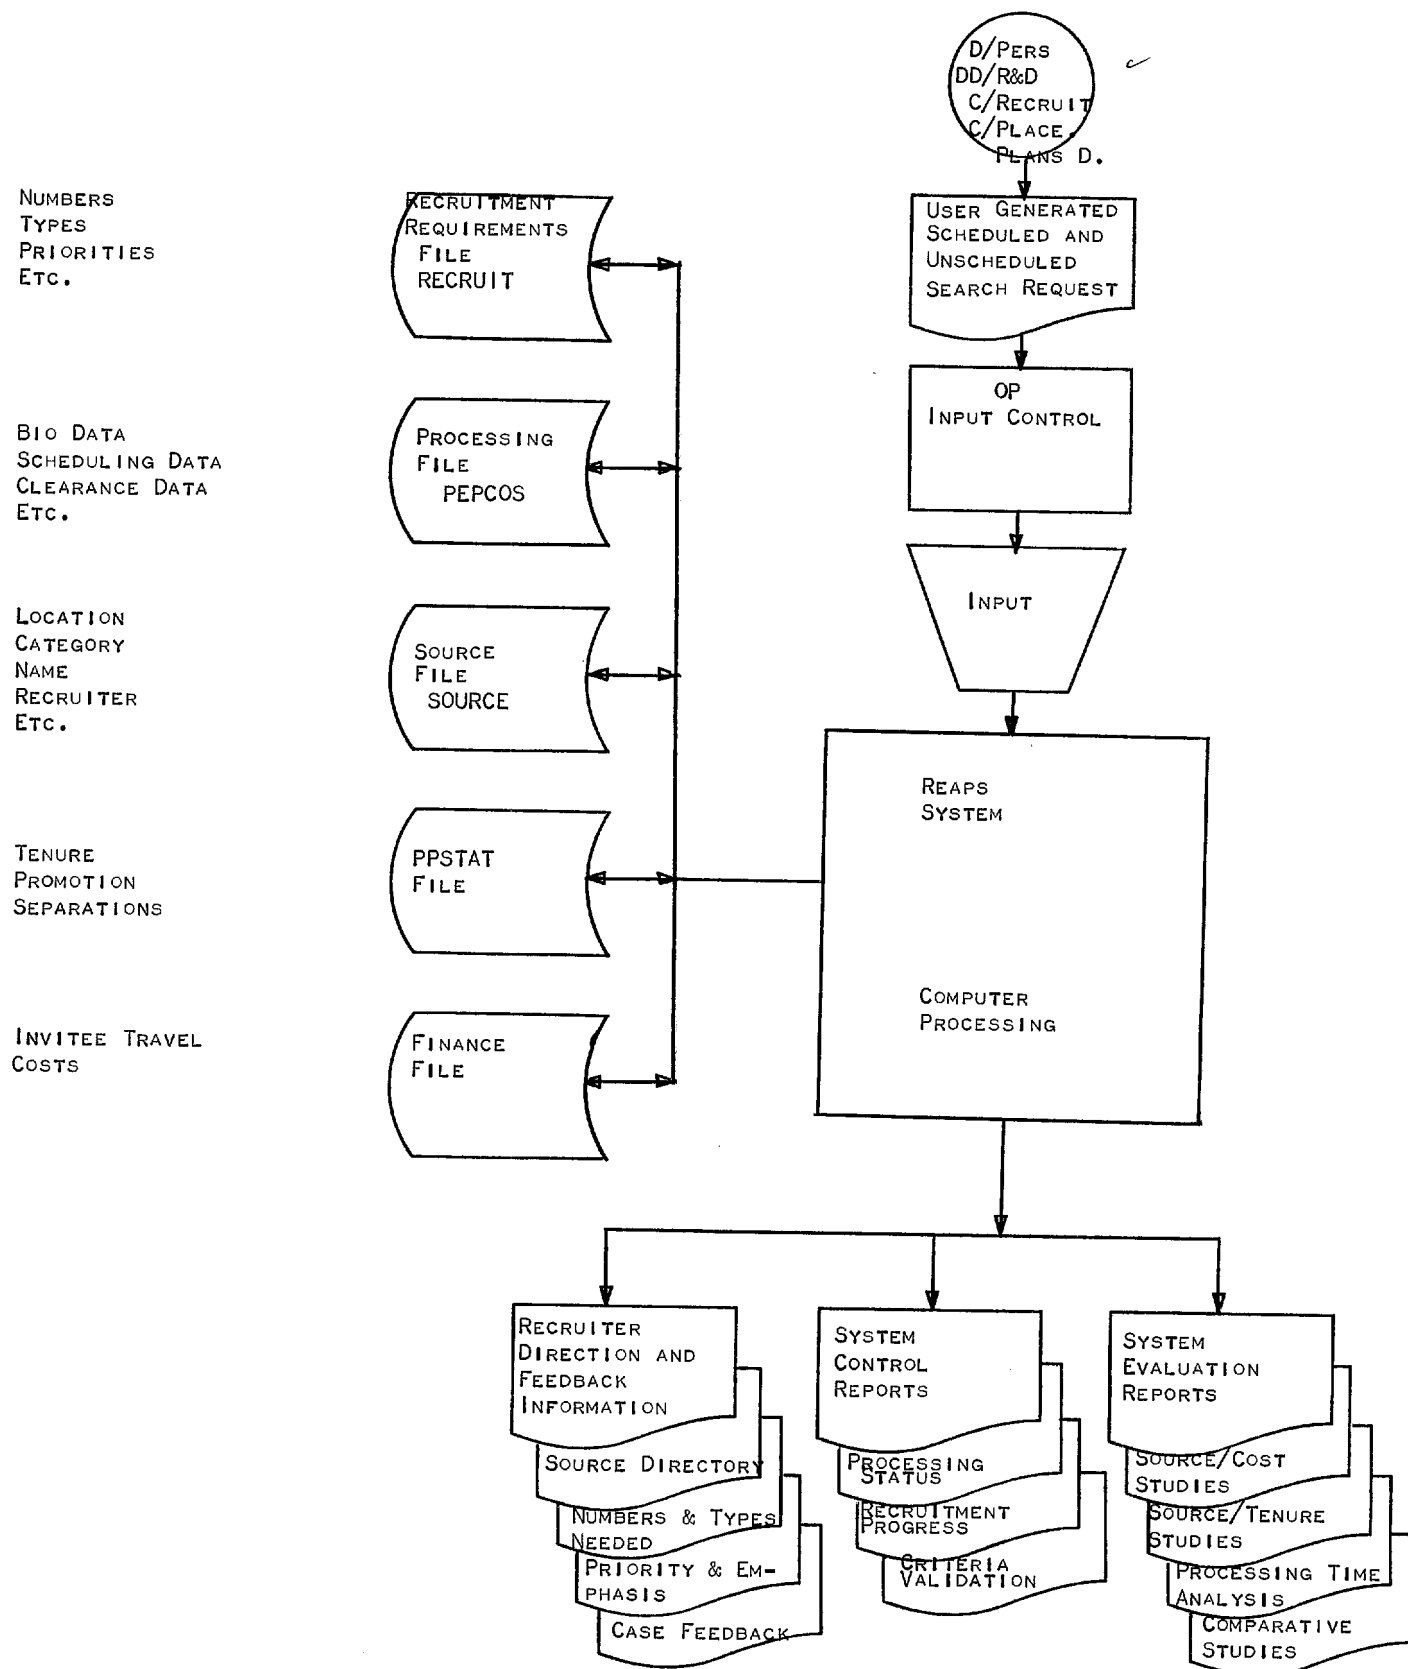 D/PERS
DD/R&D
C/RECRUIT
C/PLACE.
PLANS D.
USER GENERATED
SCHEDULED AND
UNSCHEDULED
SEARCH REQUEST
OP
INPUT CONTROL
INPUT
REAPS
SYSTEM
COMPUTER
PROCESSING
NUMBERS
TYPES
PRIORITIES
ETC.
RECRUITMENT
REQUIREMENTS
FILE
RECRUIT
BIO DATA
SCHEDULING DATA
CLEARANCE DATA
ETC.
PROCESSING
FILE
PEPCOS
LOCATION
CATEGORY
NAME
RECRUITER
ETC.
SOURCE
FILE
SOURCE
TENURE
PROMOTION
SEPARATIONS
PPSTAT
FILE
INVITEE TRAVEL
COSTS
FINANCE
FILE
RECRUITER
DIRECTION AND
FEEDBACK
INFORMATION
SOURCE DIRECTORY
NUMBERS & TYPES
NEEDED
PRIORITY & EM-
PHASIS
CASE FEEDBACK
SYSTEM
CONTROL
REPORTS
PROCESSING
STATUS
RECRUITMENT
PROGRESS
CRITERIA
VALIDATION
SYSTEM
EVALUATION
REPORTS
SOURCE/COST
STUDIES
SOURCE/TENURE
STUDIES
PROCESSING TIME
ANALYSIS
COMPARATIVE
STUDIES